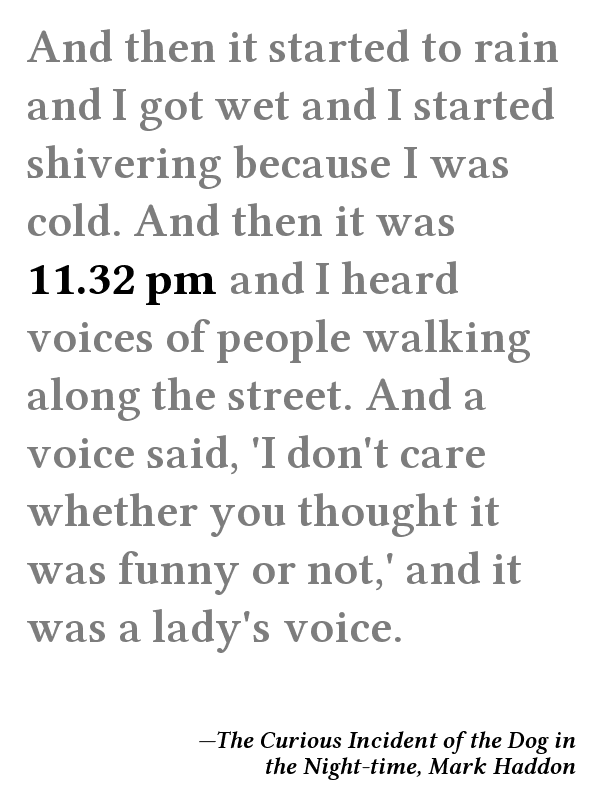 And then it started to rain
and I got wet and I started
shivering because I was
cold. And then it was
11.32 pm and I heard
voices of people walking
along the street. And a
voice said, 'I don't care
whether you thought it
was funny or not,' and it
was a lady's voice.
—The Curious Incident of the Dog in
the Night-time, Mark Haddon